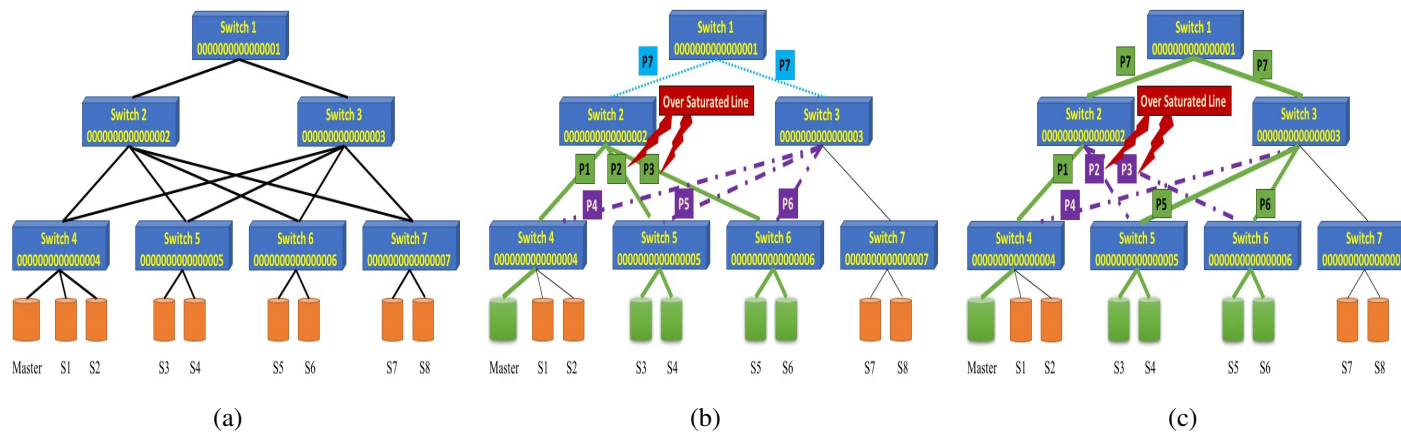 Switch 1
0000000000000001
Switch 2
0000000000000002
Switch 3
0000000000000003
Switch 4
0000000000000004
Switch 5
0000000000000005
Switch 6
0000000000000006
Switch 7
0000000000000007
Master S1 S2 S3 S4 S5 S6 S7 S8
(a)
Switch 1
0000000000000001
P7 P7
Switch 2
0000000000000002
Over Saturated Line
Switch 3
0000000000000003
P1 P2 P3
P4 P5 P6
Switch 4
0000000000000004
Switch 5
0000000000000005
Switch 6
0000000000000006
Switch 7
0000000000000007
Master S1 S2 S3 S4 S5 S6 S7 S8
(b)
Switch 1
0000000000000001
P7 P7
Switch 2
0000000000000002
Over Saturated Line
Switch 3
0000000000000003
P1 P2 P3
P4 P5 P6
Switch 4
0000000000000004
Switch 5
0000000000000005
Switch 6
0000000000000006
Switch 7
000000000000000
Master S1 S2 S3 S4 S5 S6 S7 S8
(c)